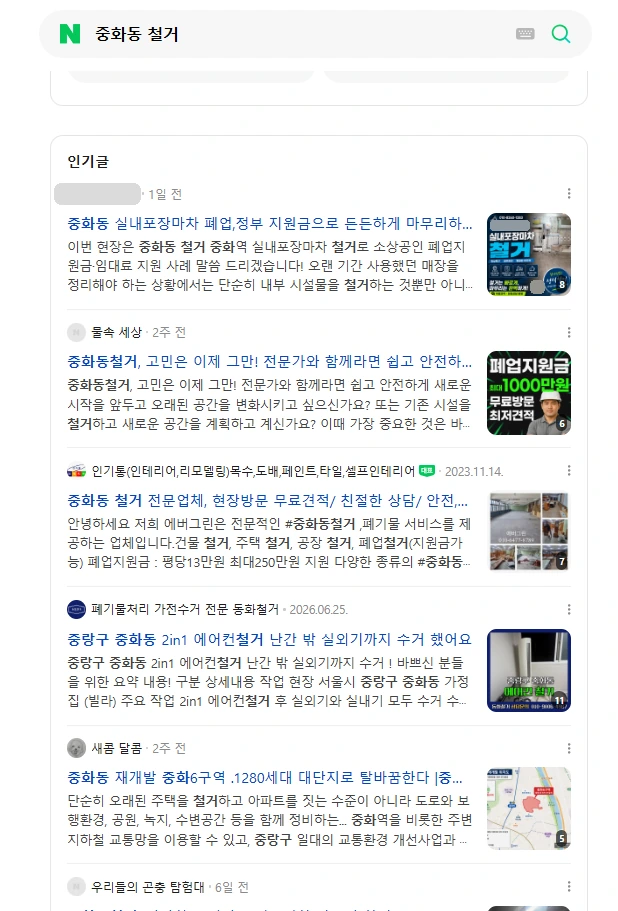 중화동 철거
인기글
· 1일 전
중화동 실내포장마차 폐업,정부 지원금으로 든든하게 마무리하...
이번 현장은 중화동 철거 중화역 실내포장마차 철거로 소상공인 폐업지
원금·임대료 지원 사례 말씀 드리겠습니다! 오랜 기간 사용했던 매장을
정리해야 하는 상황에서는 단순히 내부 시설물을 철거하는 것뿐만 아니...
실내포장마차
철거
8
물속 세상 · 2주 전
중화동철거, 고민은 이제 그만! 전문가와 함께라면 쉽고 안전하...
중화동철거, 고민은 이제 그만! 전문가와 함께라면 쉽고 안전하게 새로운
시작을 앞두고 오래된 공간을 변화시키고 싶으신가요? 또는 기존 시설을
철거하고 새로운 공간을 계획하고 계신가요? 이때 가장 중요한 것은 바...
폐업지원금
최대1000만원
무료방문
최저견적
6
인기통(인테리어,리모델링)목수,도배,페인트,타일,셀프인테리어 대표 · 2023.11.14.
중화동 철거 전문업체, 현장방문 무료견적/ 친절한 상담/ 안전,...
안녕하세요 저희 에버그린은 전문적인 #중화동철거 ,폐기물 서비스를 제
공하는 업체입니다.건물 철거, 주택 철거, 공장 철거, 폐업철거(지원금가
능) 폐업지원금 : 평당13만원 최대250만원 지원 다양한 종류의 #중화동...
에버그린
7
폐기물처리 가전수거 전문 동화철거 · 2026.06.25.
중랑구 중화동 2in1 에어컨철거 난간 밖 실외기까지 수거 했어요
중랑구 중화동 2in1 에어컨철거 난간 밖 실외기까지 수거 ! 바쁘신 분들
을 위한 요약 내용! 구분 상세내용 작업 현장 서울시 중랑구 중화동 가정
집 (빌라) 주요 작업 2in1 에어컨철거 후 실외기와 실내기 모두 수거 수...
중랑구 중화동
에어컨 철거
11
새콤 달콤 · 2주 전
중화동 재개발 중화6구역 .1280세대 대단지로 탈바꿈한다 |중...
단순히 오래된 주택을 철거하고 아파트를 짓는 수준이 아니라 도로와 보
행환경, 공원, 녹지, 수변공간 등을 함께 정비하는... 중화역을 비롯한 주변
지하철 교통망을 이용할 수 있고, 중랑구 일대의 교통환경 개선사업과 ...
5
우리들의 곤충 탐험대 · 6일 전